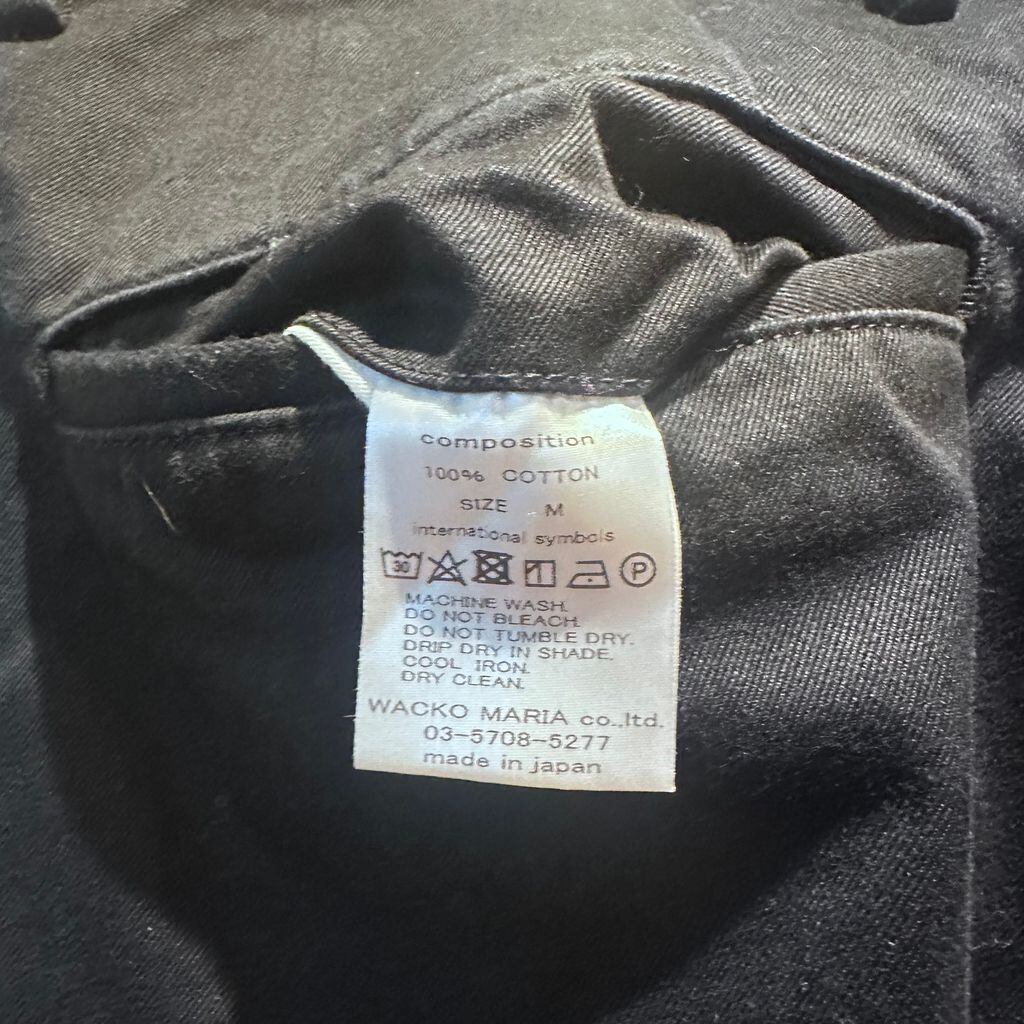 composition
100% COTTON
SIZE M
international symbols
30 P
MACHINE WASH.
DO NOT BLEACH.
DO NOT TUMBLE DRY.
DRIP DRY IN SHADE.
COOL IRON.
DRY CLEAN.
WACKO MARIA co.,ltd.
03-5708-5277
made in japan